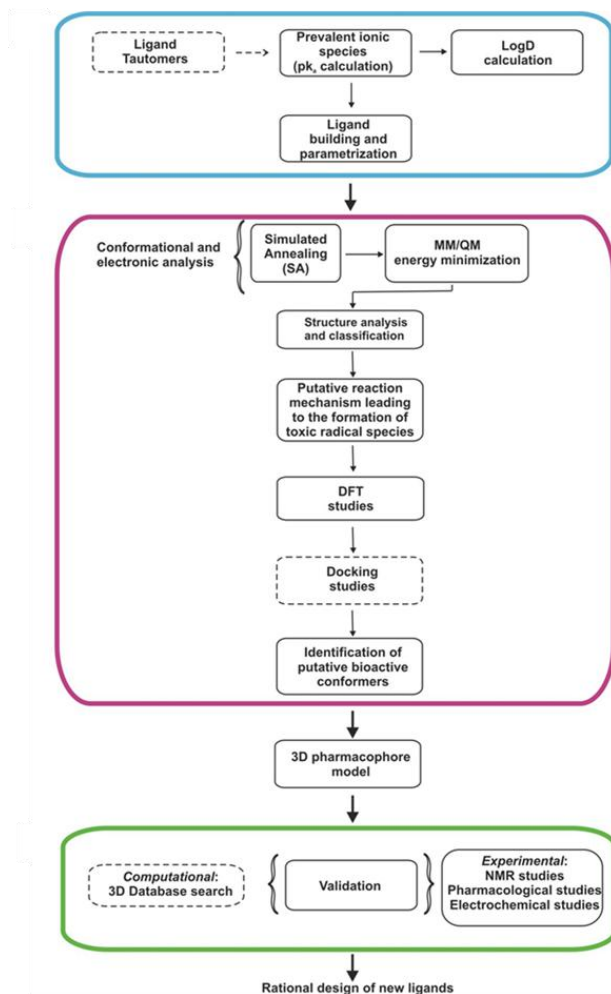 Ligand
Tautomers
Prevalent ionic
species
(pkₐ calculation)
LogD
calculation
Ligand
building and
parametrization
Conformational and
electronic analysis
Simulated
Annealing
(SA)
MM/QM
energy minimization
Structure analysis
and classification
Putative reaction
mechanism leading
to the formation of
toxic radical species
DFT
studies
Docking
studies
Identification of
putative bioactive
conformers
3D pharmacophore
model
Computational:
3D Database search
Validation
Experimental:
NMR studies
Pharmacological studies
Electrochemical studies
Rational design of new ligands